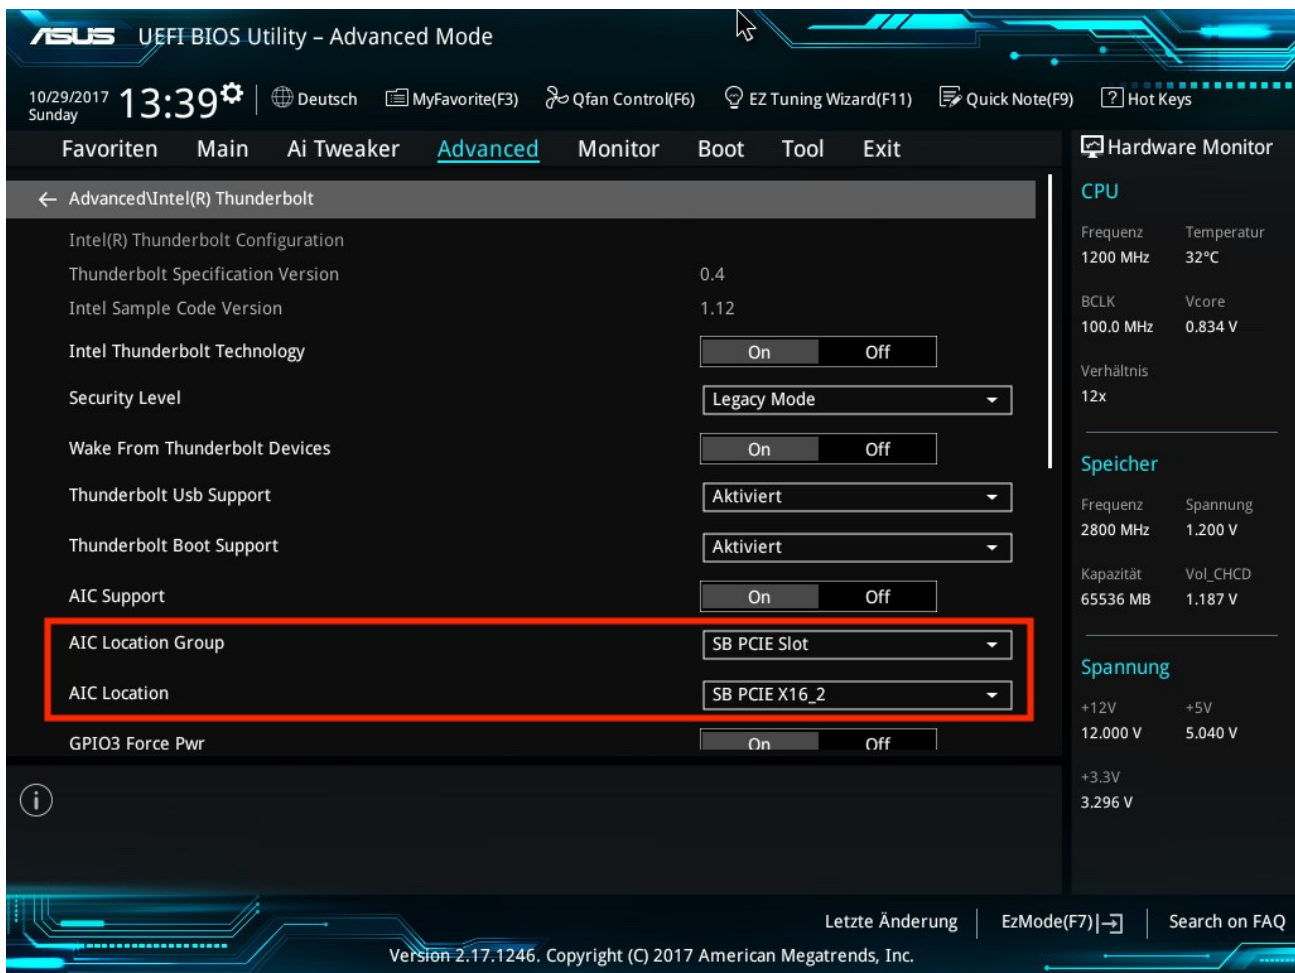 ASUS UEFI BIOS Utility – Advanced Mode
10/29/2017 Sunday 13:39 Deutsch MyFavorite(F3) Qfan Control(F6) EZ Tuning Wizard(F11) Quick Note(F9) ? Hot Keys
Favoriten Main Ai Tweaker Advanced Monitor Boot Tool Exit
← Advanced\Intel(R) Thunderbolt
Intel(R) Thunderbolt Configuration
Thunderbolt Specification Version 0.4
Intel Sample Code Version 1.12
Intel Thunderbolt Technology On Off
Security Level Legacy Mode
Wake From Thunderbolt Devices On Off
Thunderbolt Usb Support Aktiviert
Thunderbolt Boot Support Aktiviert
AIC Support On Off
AIC Location Group SB PCIE Slot
AIC Location SB PCIE X16_2
GPIO3 Force Pwr On Off
Hardware Monitor
CPU
Frequenz Temperatur
1200 MHz 32°C
BCLK Vcore
100.0 MHz 0.834 V
Verhältnis
12x
Speicher
Frequenz Spannung
2800 MHz 1.200 V
Kapazität Vol_CHCD
65536 MB 1.187 V
Spannung
+12V +5V
12.000 V 5.040 V
+3.3V
3.296 V
Letzte Änderung EzMode(F7) Search on FAQ
Version 2.17.1246. Copyright (C) 2017 American Megatrends, Inc.